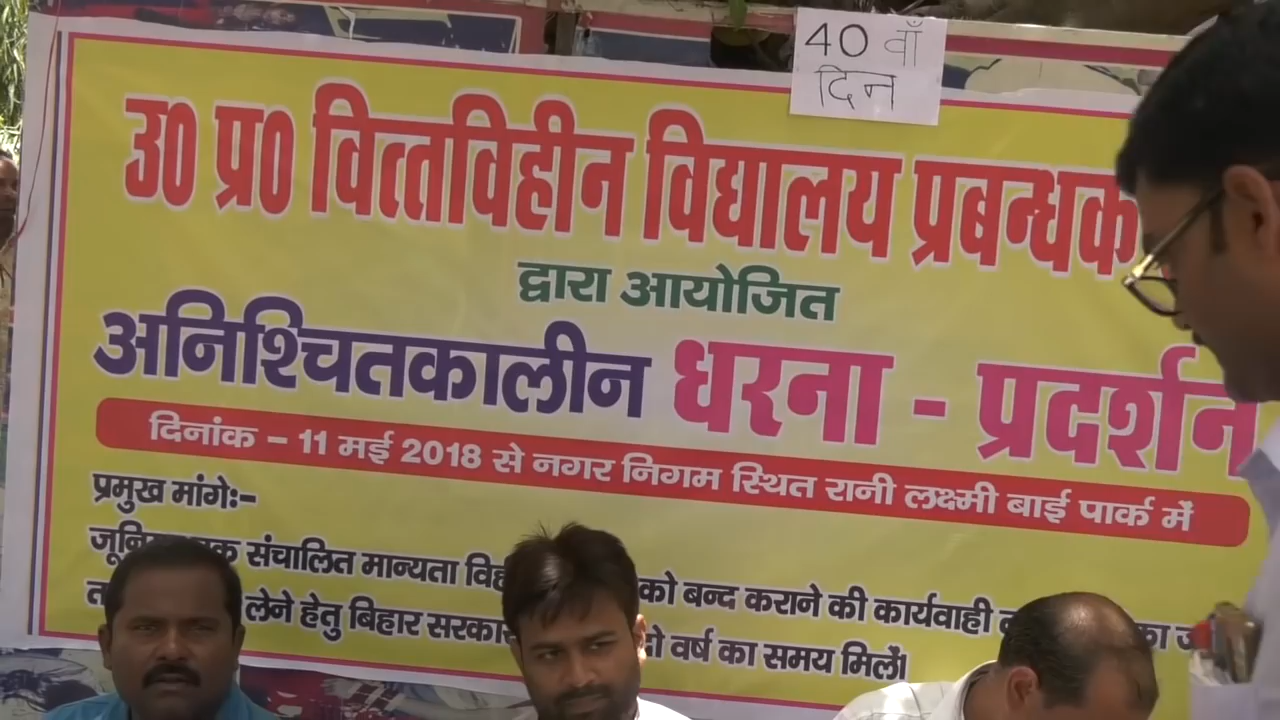 40 वाँ
दिन
उ0 प्र0 वित्तविहीन विद्यालय प्रबन्धक
द्वारा आयोजित
अनिश्चितकालीन धरना - प्रदर्शन
दिनांक – 11 मई 2018 से नगर निगम स्थित रानी लक्ष्मी बाई पार्क में
प्रमुख मांगे:–
संचालित मान्यता को बन्द कराने की कार्यवाही
लेने हेतु बिहार सरकार वर्ष का समय मिलें।